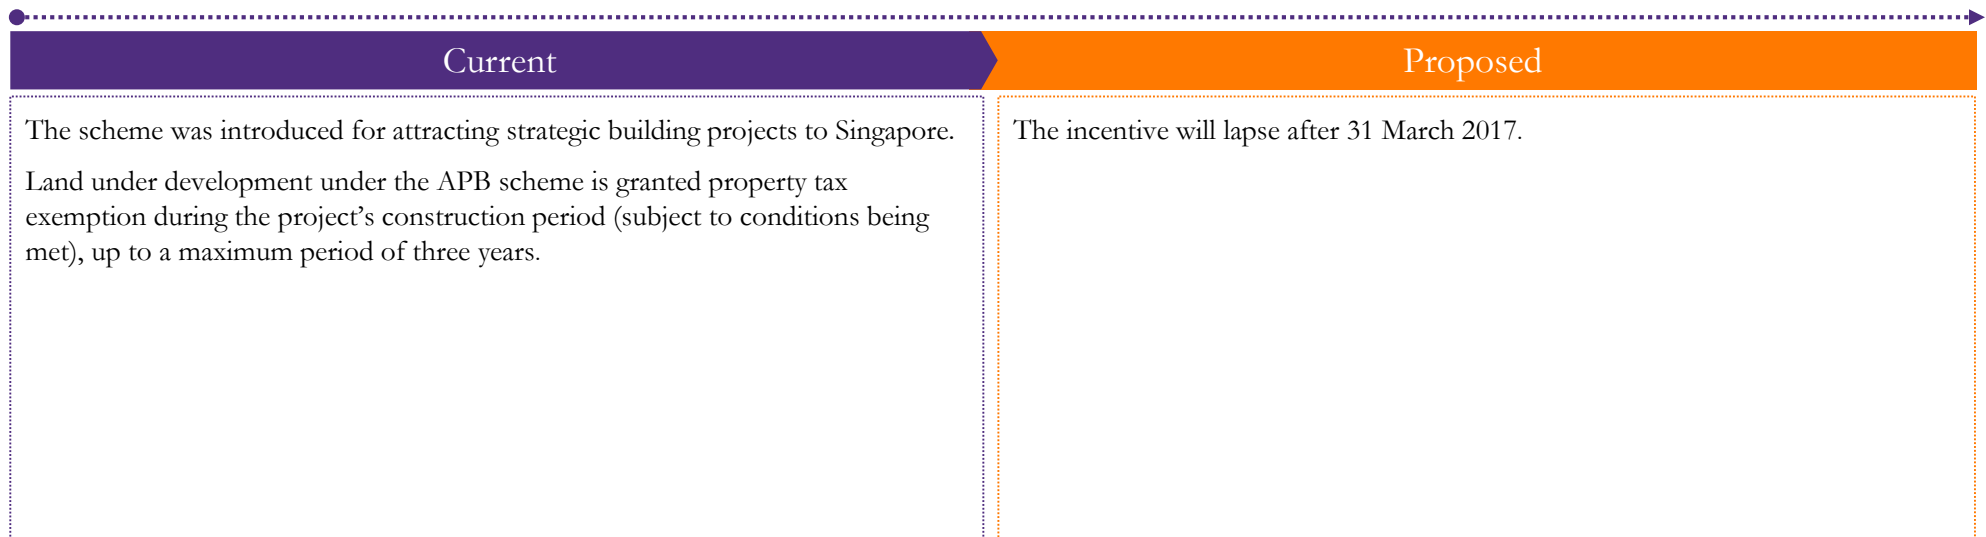 Current
Proposed
The scheme was introduced for attracting strategic building projects to Singapore.
Land under development under the APB scheme is granted property tax
exemption during the project’s construction period (subject to conditions being
met), up to a maximum period of three years.
The incentive will lapse after 31 March 2017.